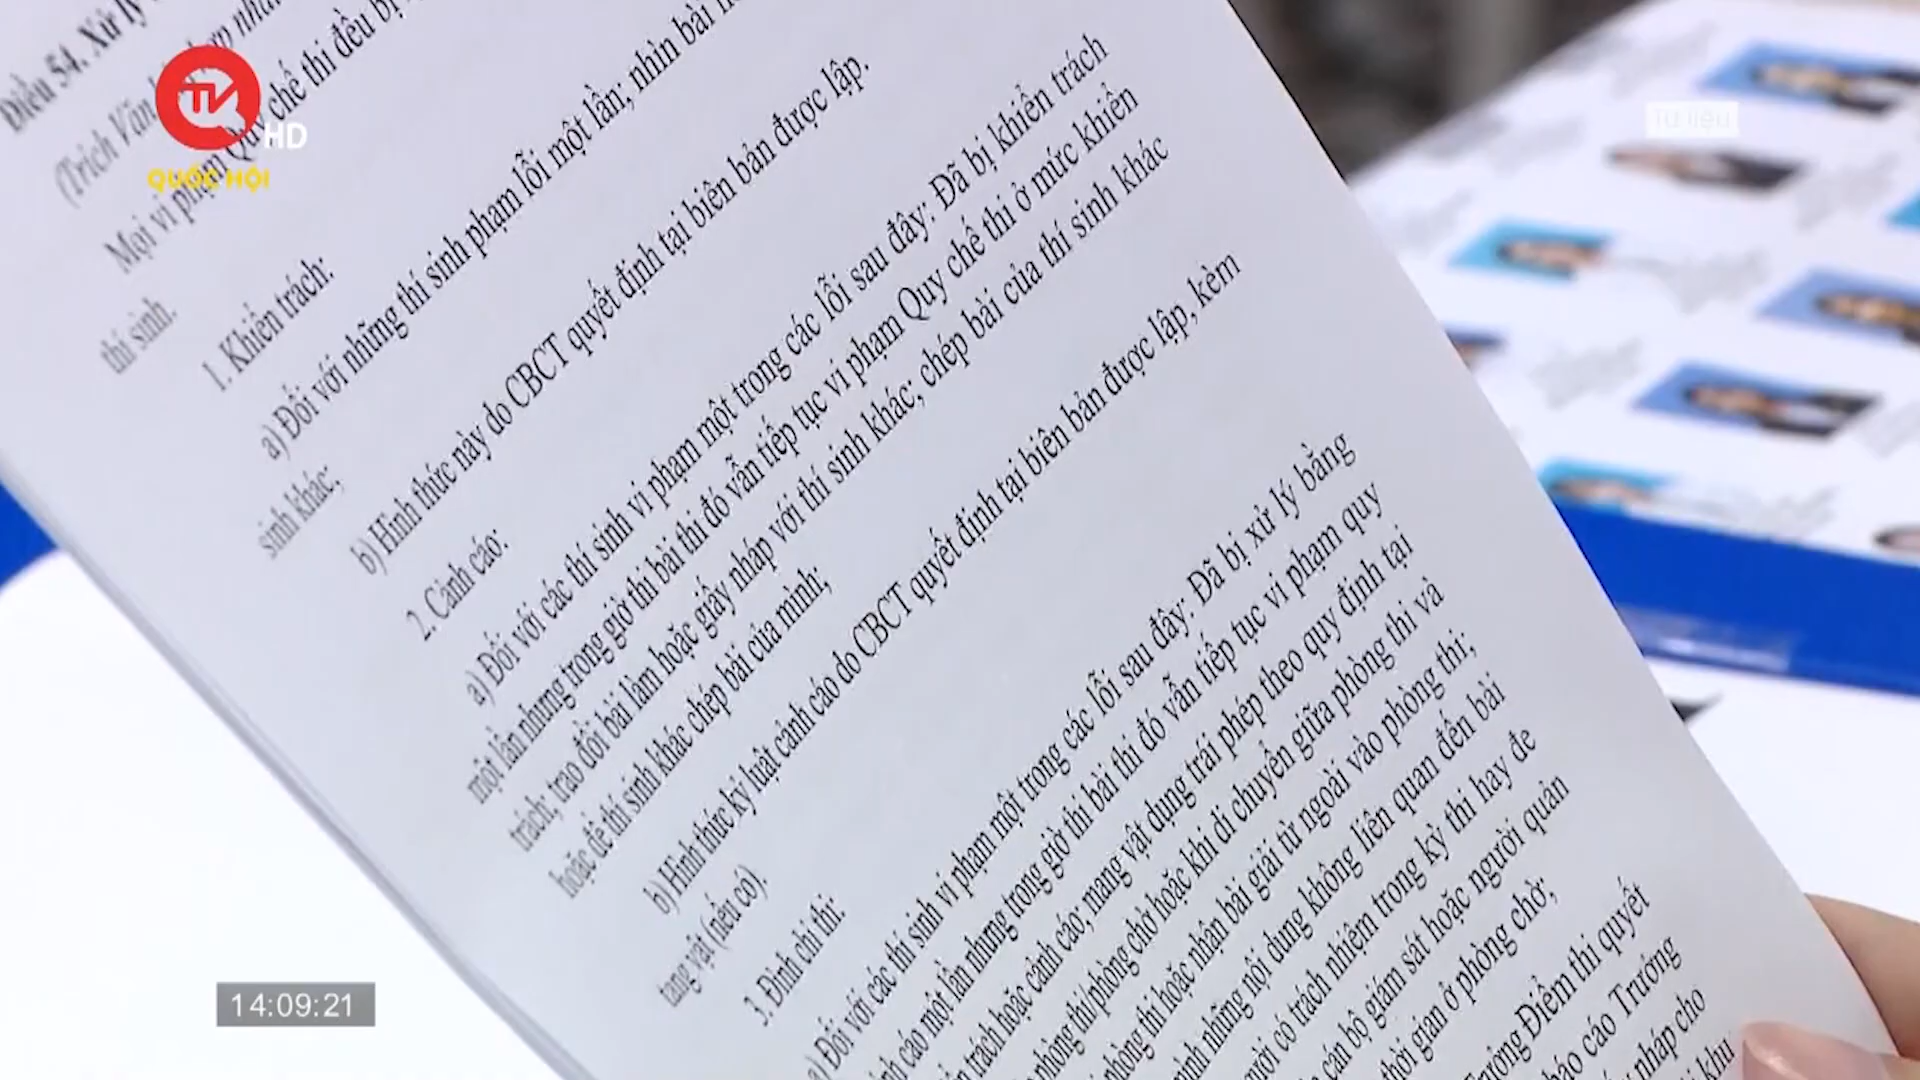 TV HD
QUỐC HỘI
Tư liệu
Điều 54. Xử lý
(Trích Văn
Mọi vi phạm Quy chế thi đều bị
thí sinh.
1. Khiển trách:
a) Đối với những thí sinh phạm lỗi một lần; nhìn bài
sinh khác;
b) Hình thức này do CBCT quyết định tại biên bản được lập.
2. Cảnh cáo:
a) Đối với các thí sinh vi phạm một trong các lỗi sau đây: Đã bị khiển trách
một lần nhưng trong giờ thi bài thi đó vẫn tiếp tục vi phạm Quy chế thi ở mức khiển
trách; trao đổi bài làm hoặc giấy nháp với thí sinh khác; chép bài của thí sinh khác
hoặc để thí sinh khác chép bài của mình;
b) Hình thức kỷ luật cảnh cáo do CBCT quyết định tại biên bản được lập, kèm
tang vật (nếu có).
3. Đình chỉ thi:
a) Đối với các thí sinh vi phạm một trong các lỗi sau đây: Đã bị xử lý bằng
cảnh cáo một lần nhưng trong giờ thi bài thi đó vẫn tiếp tục vi phạm quy
trách hoặc cảnh cáo; mang vật dụng trái phép theo quy định tại
phòng thi/phòng chờ hoặc khi di chuyển giữa phòng thi và
phòng thi hoặc nhận bài giải từ ngoài vào phòng thi;
những nội dung không liên quan đến bài
có trách nhiệm trong kỳ thi hay đe
cán bộ giám sát hoặc người quản
thời gian ở phòng chờ;
Trưởng Điểm thi quyết
báo cáo Trưởng
nháp cho
khu
14:09:21